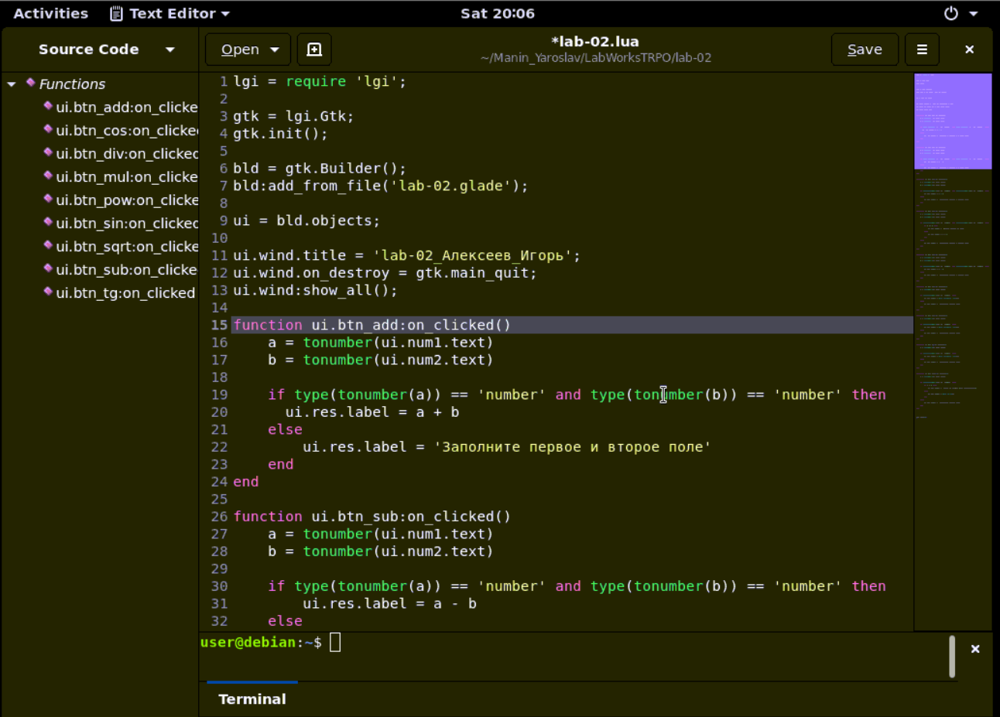 Activities Text Editor Sat 20:06
Source Code Open *lab-02.lua Save
~/Manin_Yaroslav/LabWorksTRPO/lab-02
Functions
ui.btn_add:on_clicke
ui.btn_cos:on_clicked
ui.btn_div:on_clicked
ui.btn_mul:on_clicke
ui.btn_pow:on_clicke
ui.btn_sin:on_clicked
ui.btn_sqrt:on_clicke
ui.btn_sub:on_clicke
ui.btn_tg:on_clicked
1 lgi = require 'lgi';
2
3 gtk = lgi.Gtk;
4 gtk.init();
5
6 bld = gtk.Builder();
7 bld:add_from_file('lab-02.glade');
8
9 ui = bld.objects;
10
11 ui.wind.title = 'lab-02_Алексеев_Игорь';
12 ui.wind.on_destroy = gtk.main_quit;
13 ui.wind:show_all();
14
15 function ui.btn_add:on_clicked()
16     a = tonumber(ui.num1.text)
17     b = tonumber(ui.num2.text)
18
19     if type(tonumber(a)) == 'number' and type(tonumber(b)) == 'number' then
20       ui.res.label = a + b
21     else
22         ui.res.label = 'Заполните первое и второе поле'
23     end
24 end
25
26 function ui.btn_sub:on_clicked()
27     a = tonumber(ui.num1.text)
28     b = tonumber(ui.num2.text)
29
30     if type(tonumber(a)) == 'number' and type(tonumber(b)) == 'number' then
31         ui.res.label = a - b
32     else
user@debian:~$
Terminal